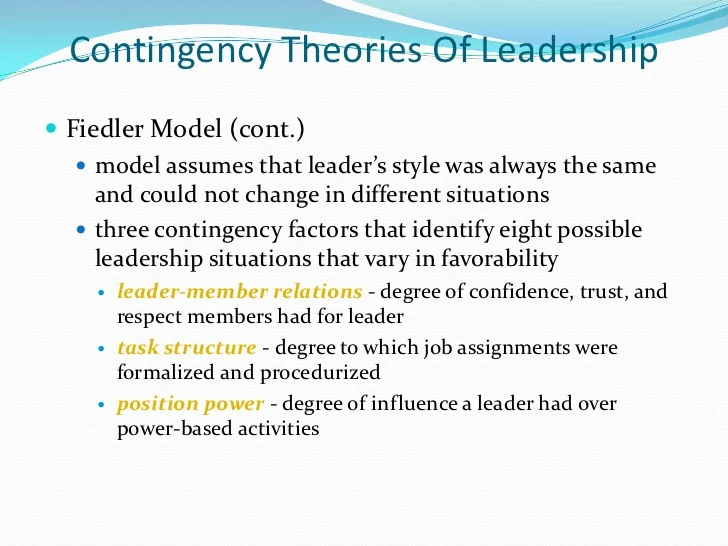 Contingency Theories Of Leadership
• Fiedler Model (cont.)
• model assumes that leader’s style was always the same
and could not change in different situations
• three contingency factors that identify eight possible
leadership situations that vary in favorability
• leader-member relations - degree of confidence, trust, and
respect members had for leader
• task structure - degree to which job assignments were
formalized and procedurized
• position power - degree of influence a leader had over
power-based activities